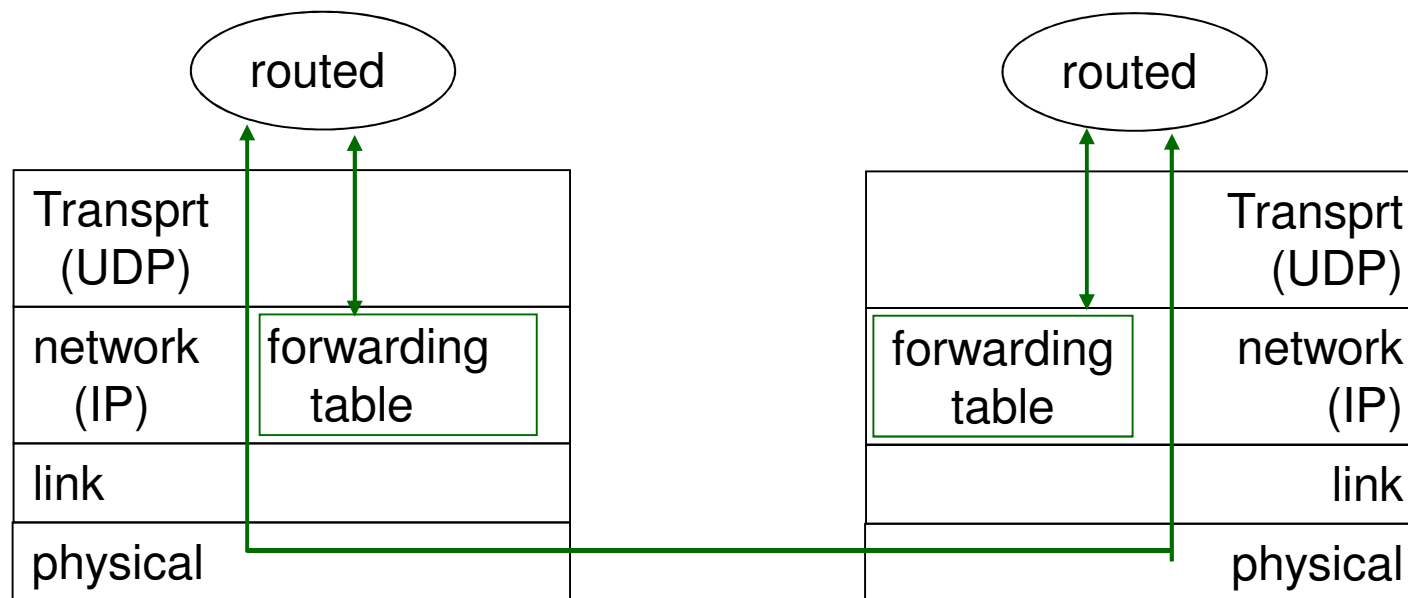 routed
routed
Transprt
(UDP)
Transprt
(UDP)
network
(IP)
forwarding
table
forwarding
table
network
(IP)
link
link
physical
physical